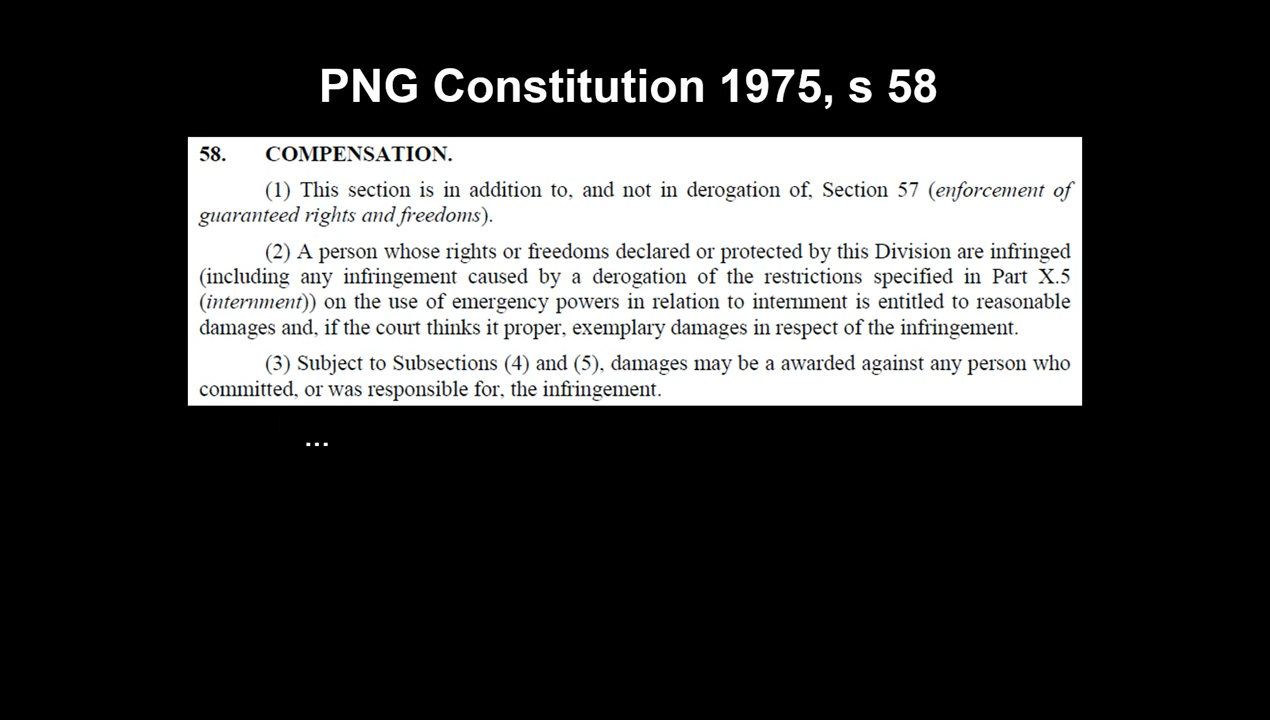 PNG Constitution 1975, s 58
58. COMPENSATION.
(1) This section is in addition to, and not in derogation of, Section 57 (enforcement of
guaranteed rights and freedoms).
(2) A person whose rights or freedoms declared or protected by this Division are infringed
(including any infringement caused by a derogation of the restrictions specified in Part X.5
(internment)) on the use of emergency powers in relation to internment is entitled to reasonable
damages and, if the court thinks it proper, exemplary damages in respect of the infringement.
(3) Subject to Subsections (4) and (5), damages may be a awarded against any person who
committed, or was responsible for, the infringement.
...